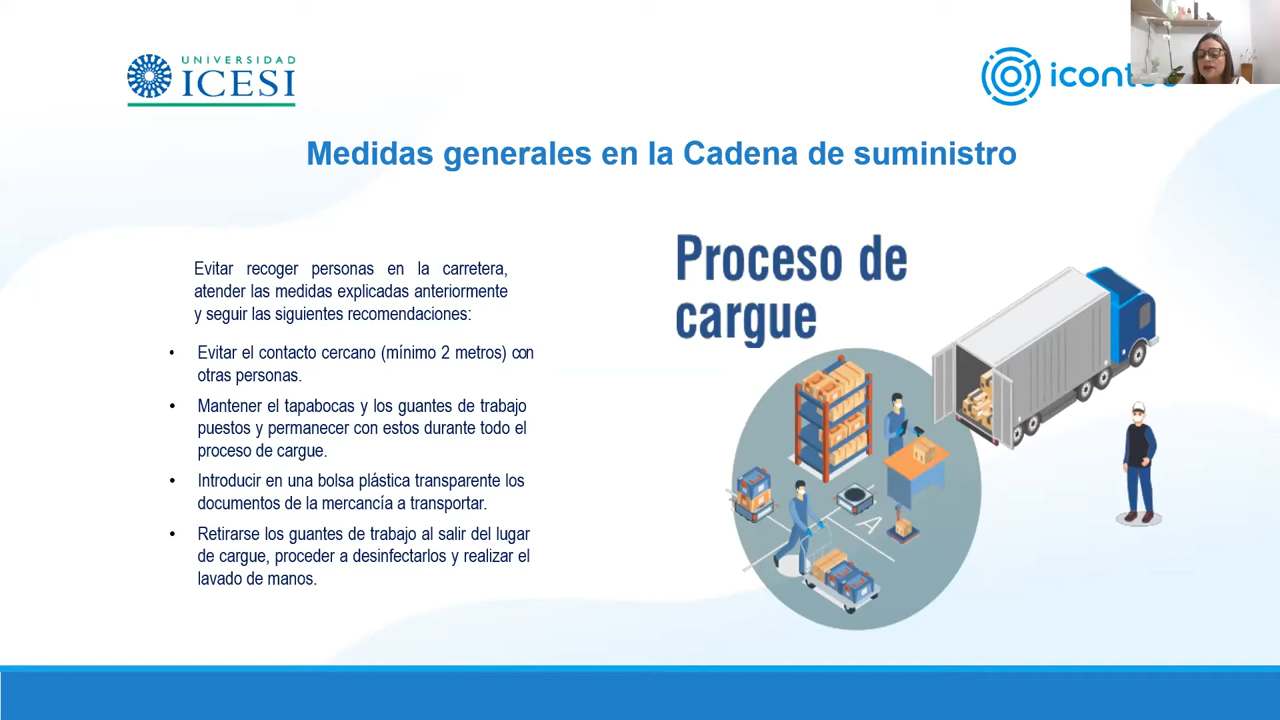 UNIVERSIDAD
ICESI
Medidas generales en la Cadena de suministro
Evitar recoger personas en la carretera,
atender las medidas explicadas anteriormente
y seguir las siguientes recomendaciones:
• Evitar el contacto cercano (mínimo 2 metros) con
otras personas.
• Mantener el tapabocas y los guantes de trabajo
puestos y permanecer con estos durante todo el
proceso de cargue.
• Introducir en una bolsa plástica transparente los
documentos de la mercancía a transportar.
• Retirarse los guantes de trabajo al salir del lugar
de cargue, proceder a desinfectarlos y realizar el
lavado de manos.
Proceso de
cargue
A